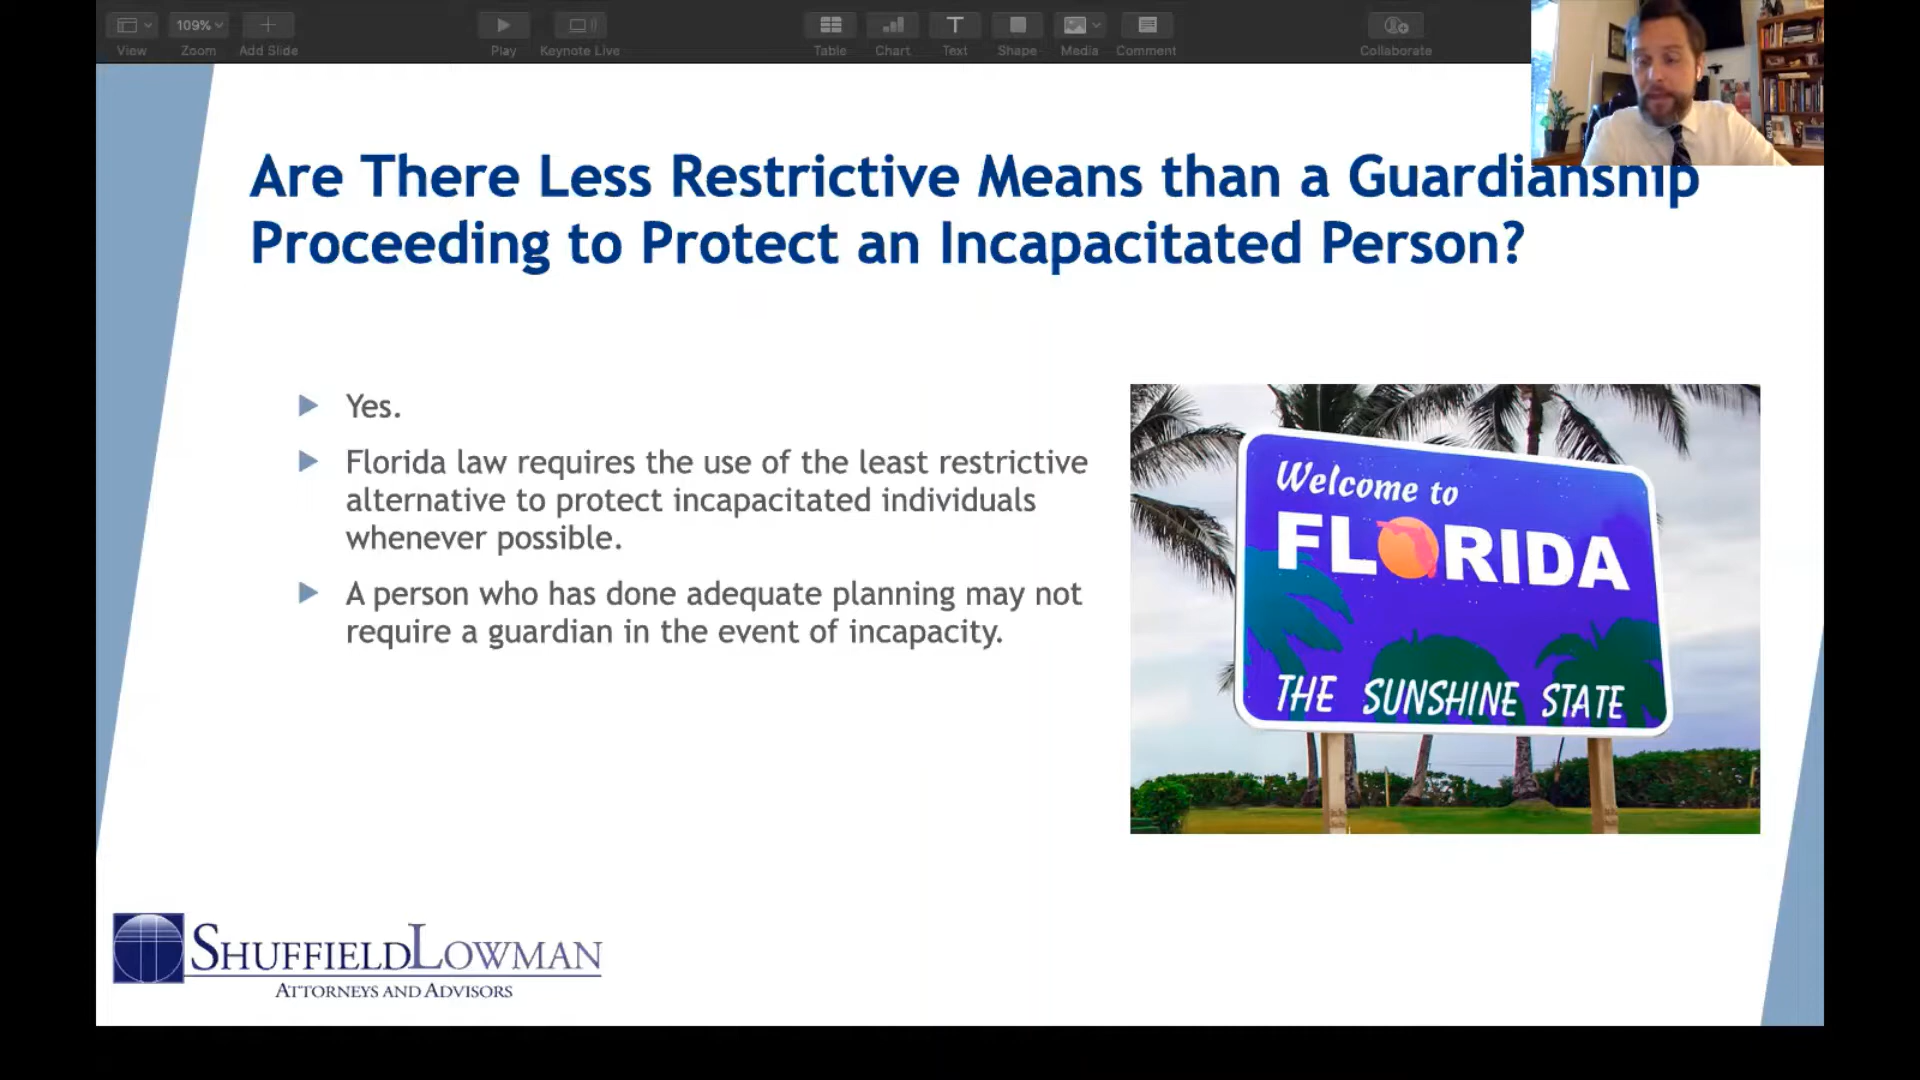 109%
View
Zoom
Add Slide
Play
Keynote Live
Table
Chart
Text
Shape
Media
Comment
Collaborate
Are There Less Restrictive Means than a Guardianship
Proceeding to Protect an Incapacitated Person?
Yes.
Florida law requires the use of the least restrictive
alternative to protect incapacitated individuals
whenever possible.
A person who has done adequate planning may not
require a guardian in the event of incapacity.
Welcome to
FLORIDA
THE SUNSHINE STATE
SHUFFIELDLOWMAN
ATTORNEYS AND ADVISORS